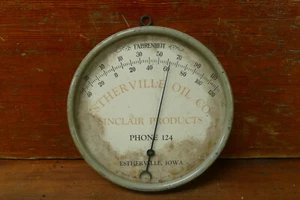 FAHRENHEIT
ESTHERVILLE OIL CO.
SINCLAIR PRODUCTS
PHONE 124
ESTHERVILLE, IOWA